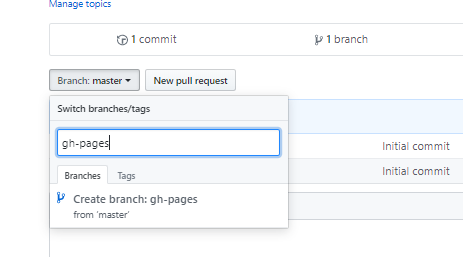 Manage topics
1 commit
1 branch
Branch: master
New pull request
Switch branches/tags
gh-pages
Initial commit
Branches
Tags
Initial commit
Create branch: gh-pages
from 'master'